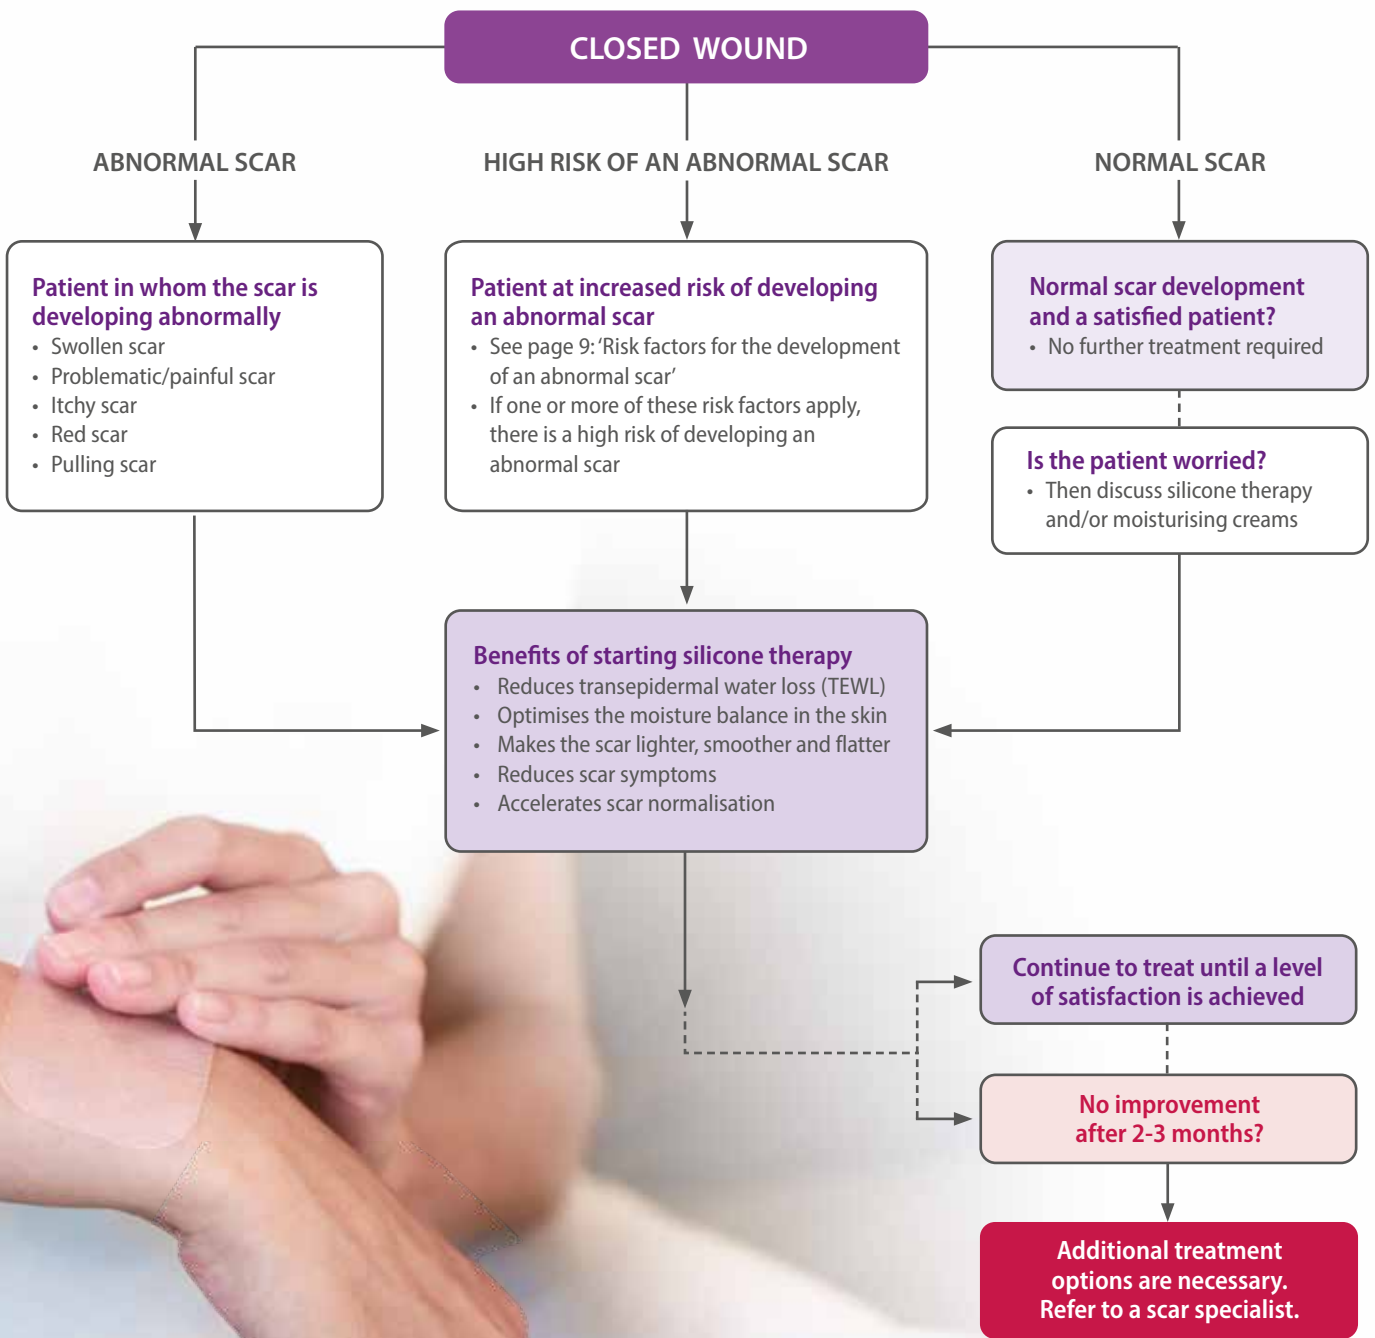 CLOSED WOUND
ABNORMAL SCAR
HIGH RISK OF AN ABNORMAL SCAR
NORMAL SCAR
Patient in whom the scar is
developing abnormally
• Swollen scar
• Problematic/painful scar
• Itchy scar
• Red scar
• Pulling scar
Patient at increased risk of developing
an abnormal scar
• See page 9: 'Risk factors for the development
of an abnormal scar'
• If one or more of these risk factors apply,
there is a high risk of developing an
abnormal scar
Normal scar development
and a satisfied patient?
• No further treatment required
Is the patient worried?
• Then discuss silicone therapy
and/or moisturising creams
Benefits of starting silicone therapy
• Reduces transepidermal water loss (TEWL)
• Optimises the moisture balance in the skin
• Makes the scar lighter, smoother and flatter
• Reduces scar symptoms
• Accelerates scar normalisation
Continue to treat until a level
of satisfaction is achieved
No improvement
after 2-3 months?
Additional treatment
options are necessary.
Refer to a scar specialist.